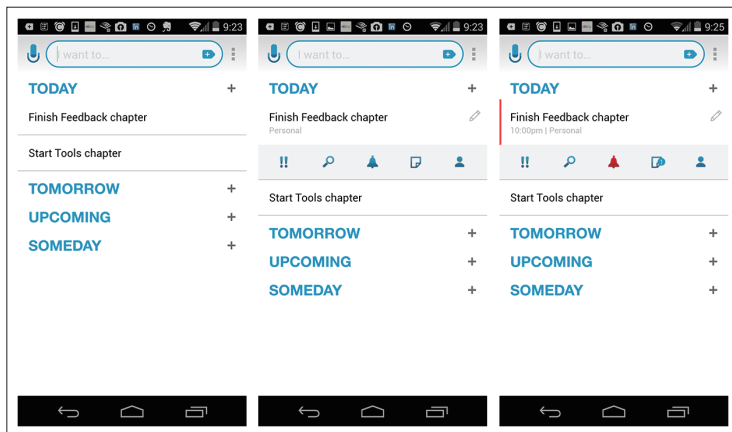 9:23
I want to...
TODAY
Finish Feedback chapter
Start Tools chapter
TOMORROW
UPCOMING
SOMEDAY
9:23
I want to...
TODAY
Finish Feedback chapter
Personal
!!
Start Tools chapter
TOMORROW
UPCOMING
SOMEDAY
9:25
I want to...
TODAY
Finish Feedback chapter
10:00pm | Personal
!!
Start Tools chapter
TOMORROW
UPCOMING
SOMEDAY